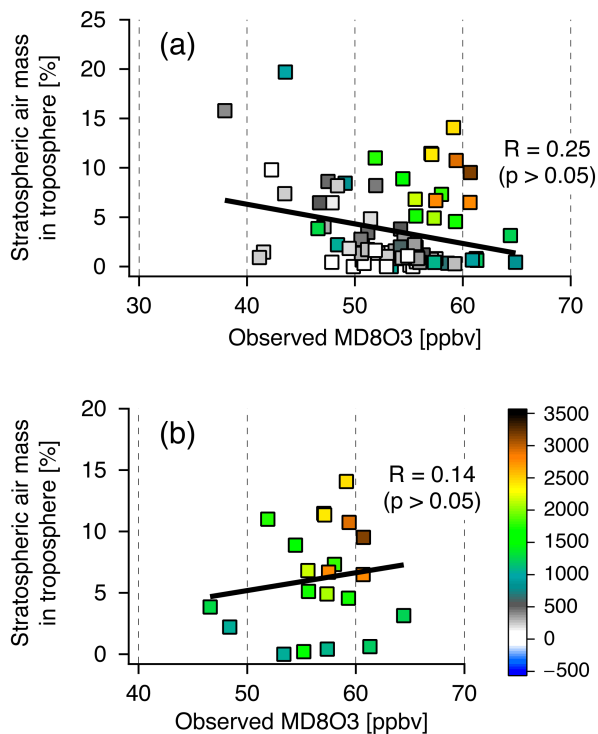 (a)
25
20
15
10
5
0
Stratospheric air mass
in troposphere [%]
R = 0.25
(p > 0.05)
30
40
50
60
70
Observed MD8O3 [ppbv]
(b)
20
15
10
5
0
Stratospheric air mass
in troposphere [%]
R = 0.14
(p > 0.05)
40
50
60
70
Observed MD8O3 [ppbv]
3500
3000
2500
2000
1500
1000
500
0
−500